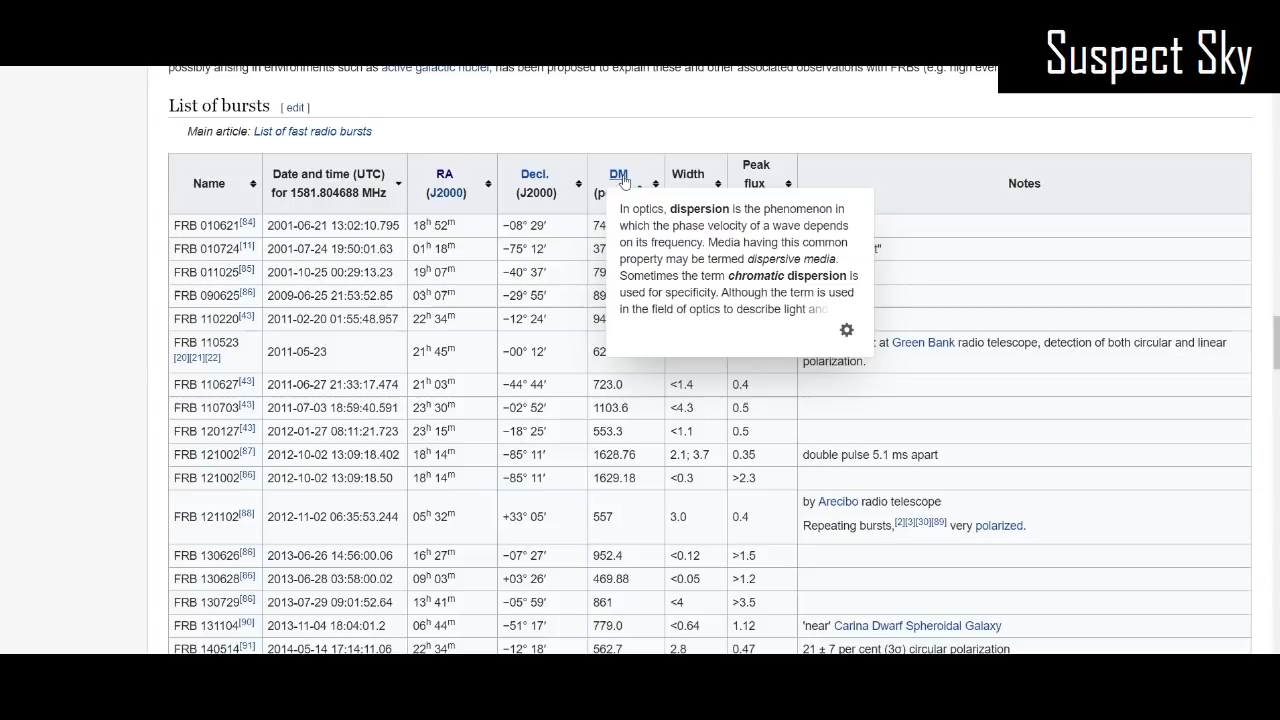 Suspect Sky
possibly arising in environments such as active galactic nuclei, has been proposed to explain these and other associated observations with FRBs (e.g. high
List of bursts [ edit ]
Main article: List of fast radio bursts
Name Date and time (UTC) for 1581.804688 MHz RA (J2000) Decl. (J2000) DM Width Peak flux Notes
In optics, dispersion is the phenomenon in
which the phase velocity of a wave depends
on its frequency. Media having this common
property may be termed dispersive media.
Sometimes the term chromatic dispersion is
used for specificity. Although the term is used
in the field of optics to describe light and
FRB 010621[84] 2001-06-21 13:02:10.795 18h 52m −08° 29′ 74
FRB 010724[11] 2001-07-24 19:50:01.63 01h 18m −75° 12′ 37 "
FRB 011025[85] 2001-10-25 00:29:13.23 19h 07m −40° 37′ 79
FRB 090625[86] 2009-06-25 21:53:52.85 03h 07m −29° 55′ 89
FRB 110220[43] 2011-02-20 01:55:48.957 22h 34m −12° 24′ 94
FRB 110523 [20][21][22] 2011-05-23 21h 45m −00° 12′ 62 at Green Bank radio telescope, detection of both circular and linear
polarization.
FRB 110627[43] 2011-06-27 21:33:17.474 21h 03m −44° 44′ 723.0 <1.4 0.4
FRB 110703[43] 2011-07-03 18:59:40.591 23h 30m −02° 52′ 1103.6 <4.3 0.5
FRB 120127[43] 2012-01-27 08:11:21.723 23h 15m −18° 25′ 553.3 <1.1 0.5
FRB 121002[87] 2012-10-02 13:09:18.402 18h 14m −85° 11′ 1628.76 2.1; 3.7 0.35 double pulse 5.1 ms apart
FRB 121002[86] 2012-10-02 13:09:18.50 18h 14m −85° 11′ 1629.18 <0.3 >2.3
FRB 121102[88] 2012-11-02 06:35:53.244 05h 32m +33° 05′ 557 3.0 0.4 by Arecibo radio telescope
Repeating bursts,[2][3][30][89] very polarized.
FRB 130626[86] 2013-06-26 14:56:00.06 16h 27m −07° 27′ 952.4 <0.12 >1.5
FRB 130628[86] 2013-06-28 03:58:00.02 09h 03m +03° 26′ 469.88 <0.05 >1.2
FRB 130729[86] 2013-07-29 09:01:52.64 13h 41m −05° 59′ 861 <4 >3.5
FRB 131104[90] 2013-11-04 18:04:01.2 06h 44m −51° 17′ 779.0 <0.64 1.12 'near' Carina Dwarf Spheroidal Galaxy
FRB 140514[91] 2014-05-14 17:14:11.06 22h 34m −12° 18′ 562.7 2.8 0.47 21 ± 7 per cent (3σ) circular polarization